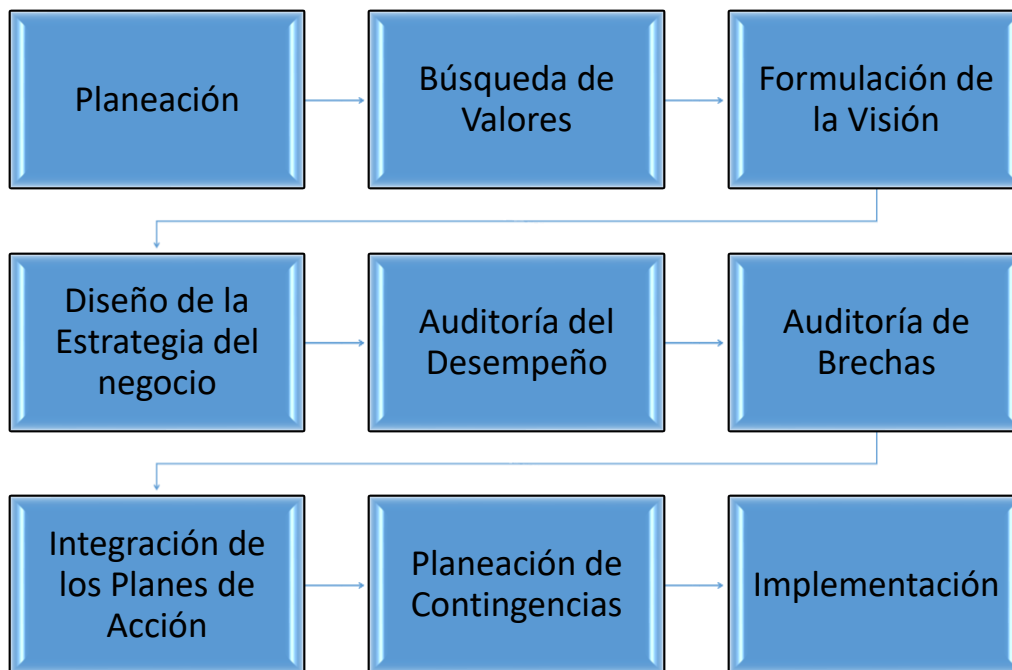 Planeación
Búsqueda de
Valores
Formulación de
la Visión
Diseño de la
Estrategia del
negocio
Auditoría del
Desempeño
Auditoría de
Brechas
Integración de
los Planes de
Acción
Planeación de
Contingencias
Implementación